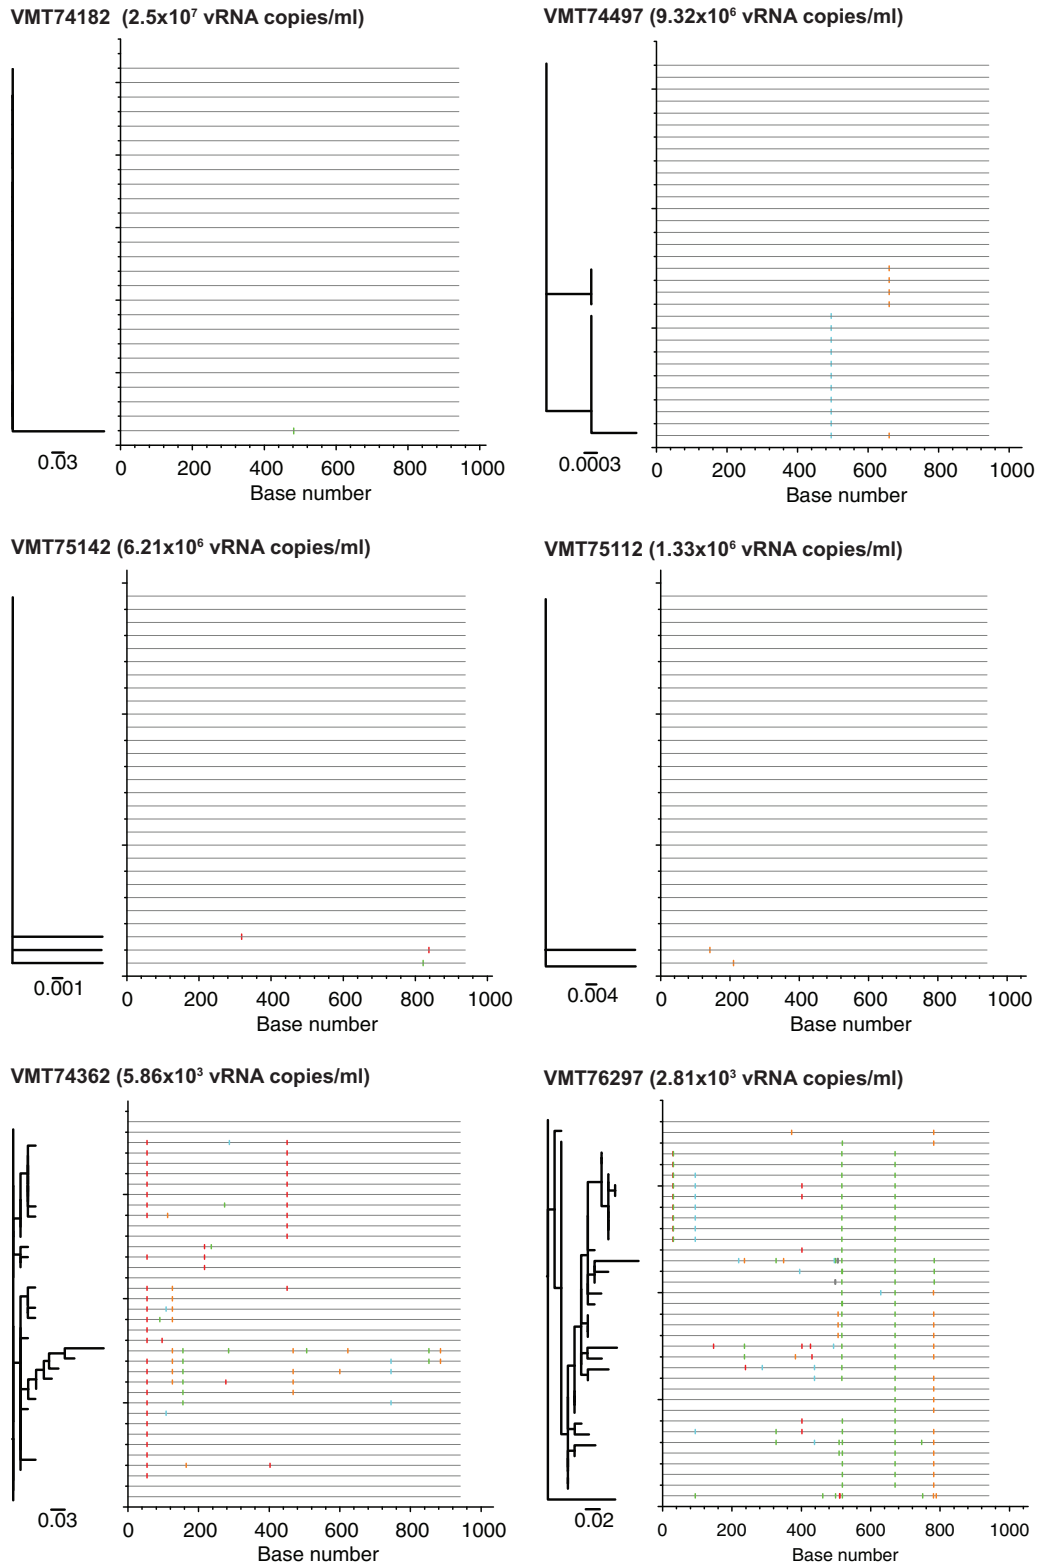 VMT74182 (2.5x10⁷ vRNA copies/ml)
0.03
0 200 400 600 800 1000
Base number
VMT74497 (9.32x10⁶ vRNA copies/ml)
0.0003
0 200 400 600 800 1000
Base number
VMT75142 (6.21x10⁶ vRNA copies/ml)
0.001
0 200 400 600 800 1000
Base number
VMT75112 (1.33x10⁶ vRNA copies/ml)
0.004
0 200 400 600 800 1000
Base number
VMT74362 (5.86x10³ vRNA copies/ml)
0.03
0 200 400 600 800 1000
Base number
VMT76297 (2.81x10³ vRNA copies/ml)
0.02
0 200 400 600 800 1000
Base number